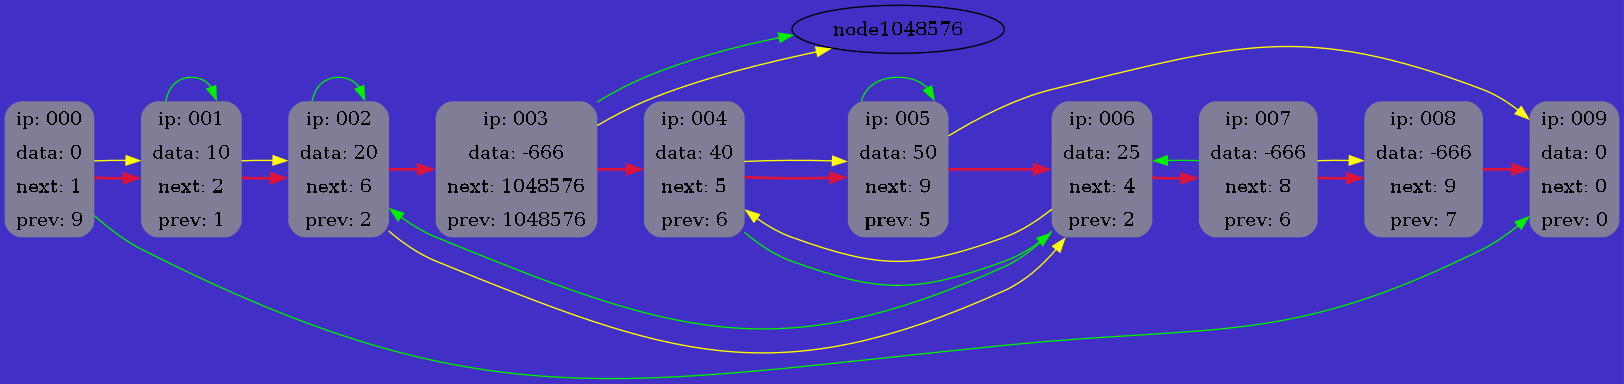 node1048576
ip: 000
data: 0
next: 1
prev: 9
ip: 001
data: 10
next: 2
prev: 1
ip: 002
data: 20
next: 6
prev: 2
ip: 003
data: -666
next: 1048576
prev: 1048576
ip: 004
data: 40
next: 5
prev: 6
ip: 005
data: 50
next: 9
prev: 5
ip: 006
data: 25
next: 4
prev: 2
ip: 007
data: -666
next: 8
prev: 6
ip: 008
data: -666
next: 9
prev: 7
ip: 009
data: 0
next: 0
prev: 0